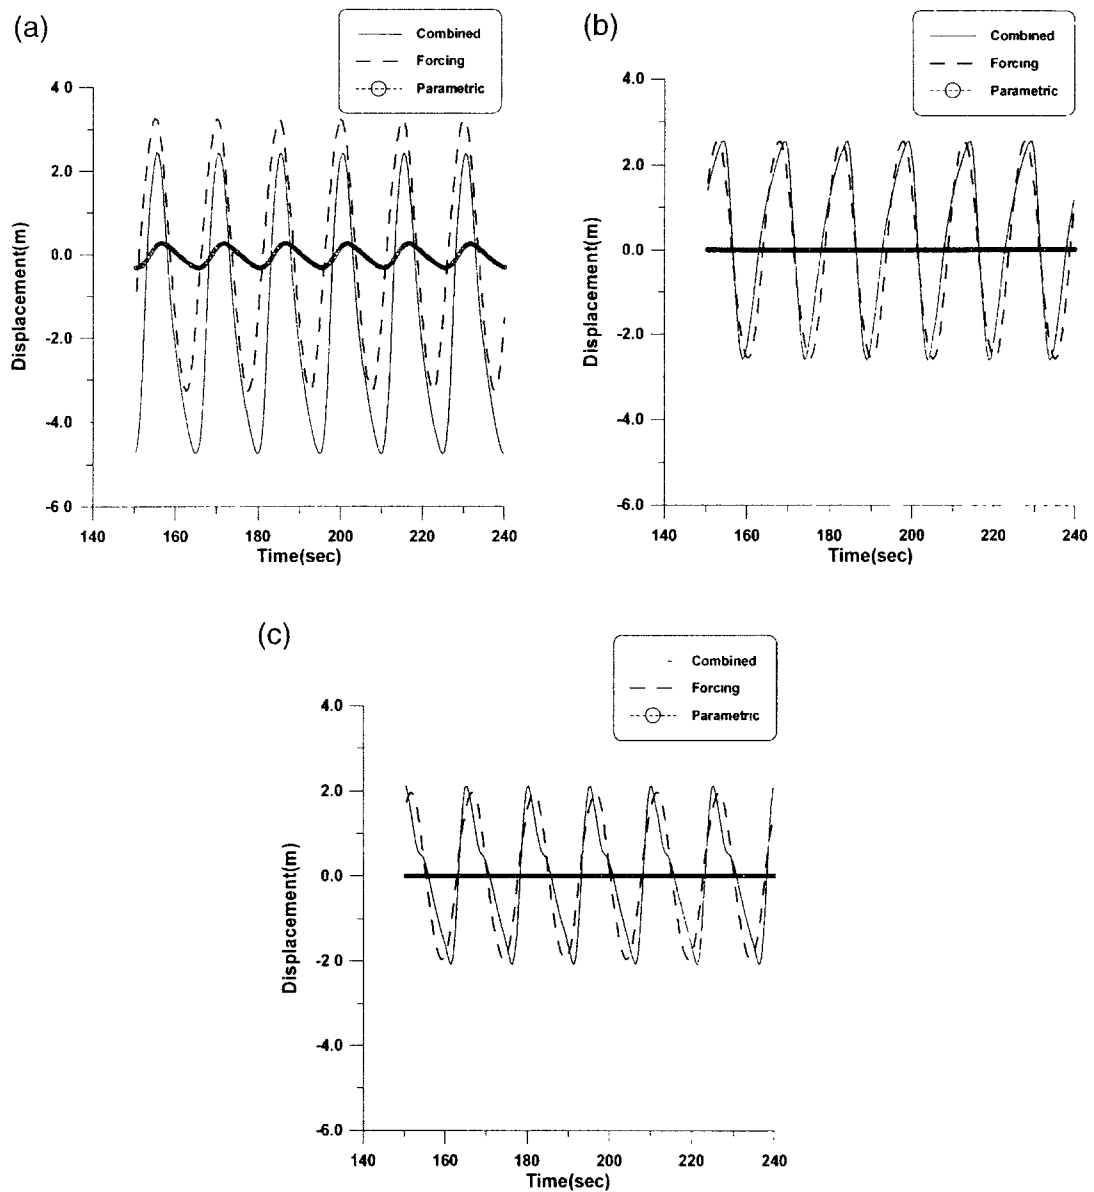 (a)
Combined
Forcing
Parametric
4 0
2.0
0.0
-2.0
-4.0
-6 0
Displacement(m)
140 160 180 200 220 240
Time(sec)
(b)
Combined
Forcing
Parametric
4.0
2.0
0.0
-2.0
-4.0
-6.0
Displacement(m)
140 160 180 200 220 240
Time(sec)
(c)
Combined
Forcing
Parametric
4.0
2.0
0.0
-2 0
-4.0
-6.0
Displacement(m)
140 160 180 200 220 240
Time(sec)